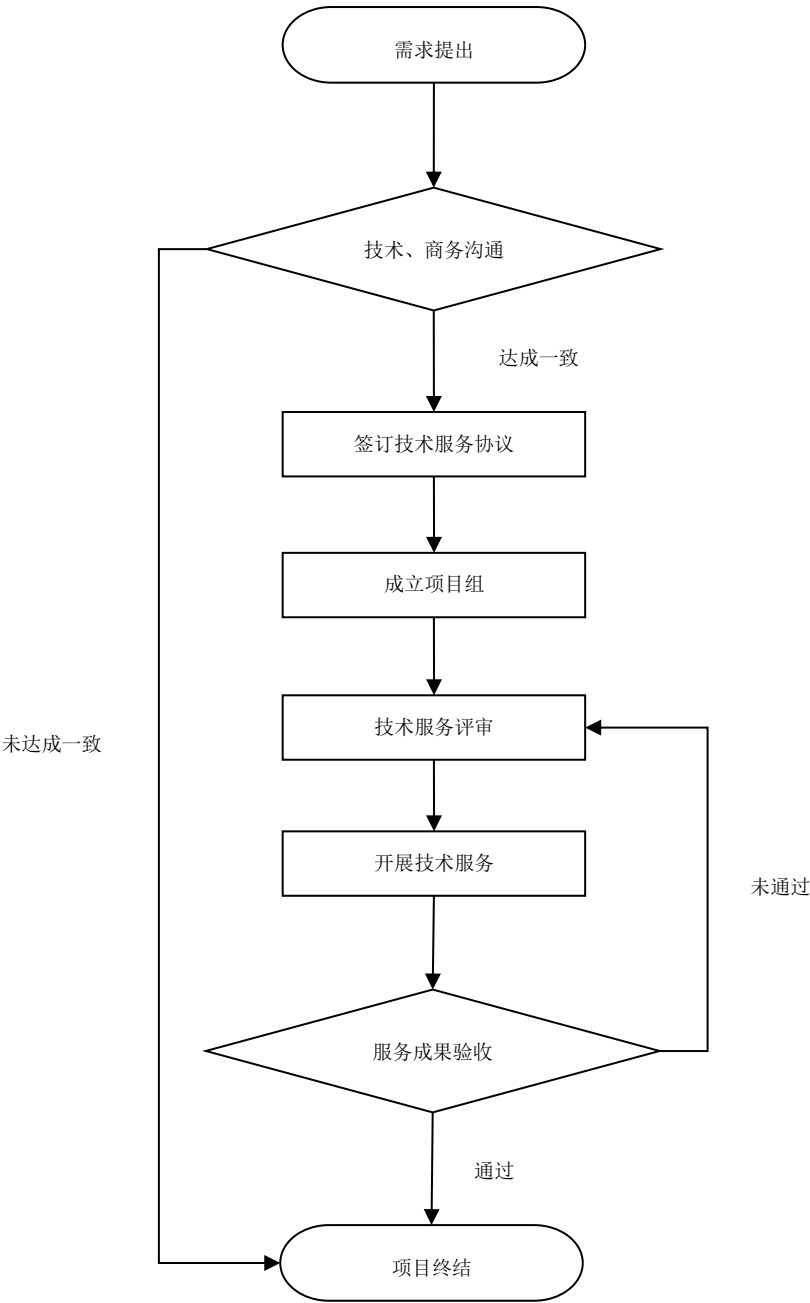 需求提出
技术、商务沟通
达成一致
签订技术服务协议
成立项目组
技术服务评审
未达成一致
开展技术服务
未通过
服务成果验收
通过
项目终结